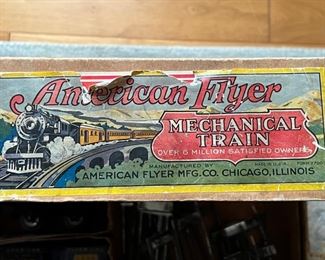 American Flyer
MECHANICAL
TRAIN
OVER 6 MILLION SATISFIED OWNERS
MANUFACTURED BY
MADE IN U.S.A.
AMERICAN FLYER MFG. CO. CHICAGO, ILLINOIS